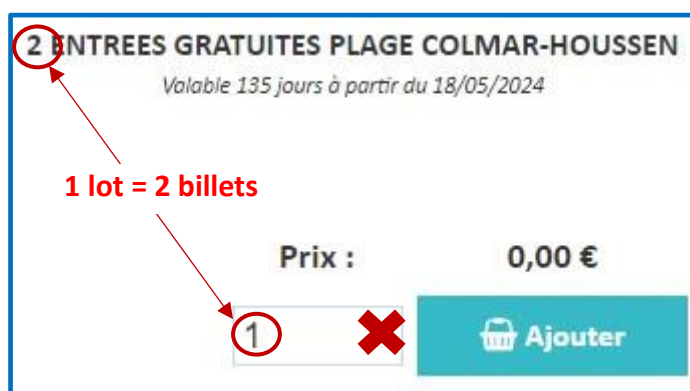 2 ENTREES GRATUITES PLAGE COLMAR-HOUSSEN
Valable 135 jours à partir du 18/05/2024
1 lot = 2 billets
Prix : 0,00 €
1 Ajouter